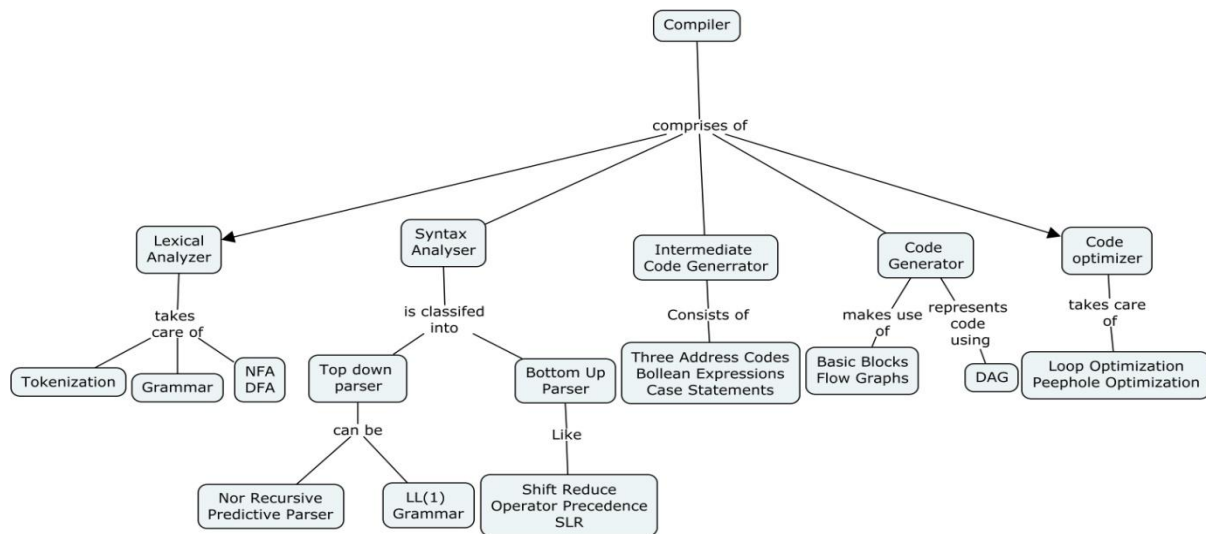 Compiler
comprises of
Lexical
Analyzer
Syntax
Analyser
Intermediate
Code Generrator
Code
Generator
Code
optimizer
takes
care of
is classifed
into
Consists of
makes use
of
represents
code
using
takes care
of
Tokenization
Grammar
NFA
DFA
Top down
parser
Bottom Up
Parser
Three Address Codes
Bollean Expressions
Case Statements
Basic Blocks
Flow Graphs
DAG
Loop Optimization
Peephole Optimization
can be
Like
Nor Recursive
Predictive Parser
LL(1)
Grammar
Shift Reduce
Operator Precedence
SLR